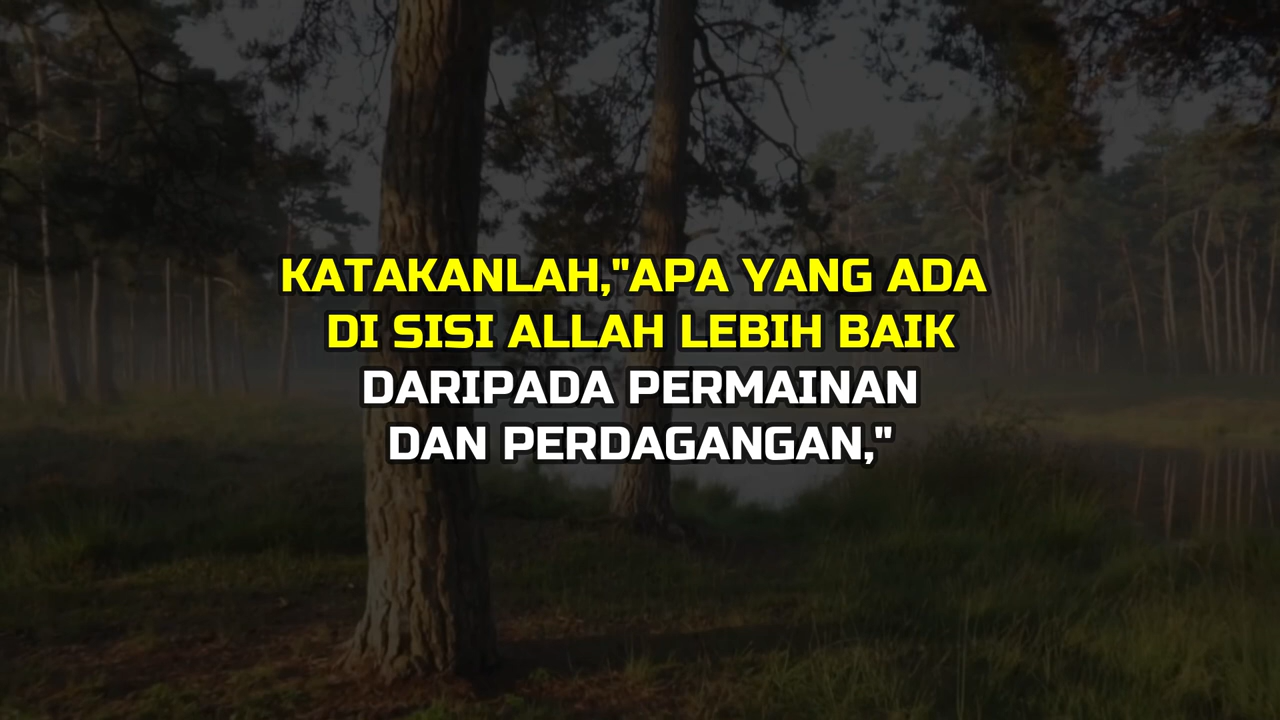 KATAKANLAH,"APA YANG ADA
DI SISI ALLAH LEBIH BAIK
DARIPADA PERMAINAN
DAN PERDAGANGAN,"